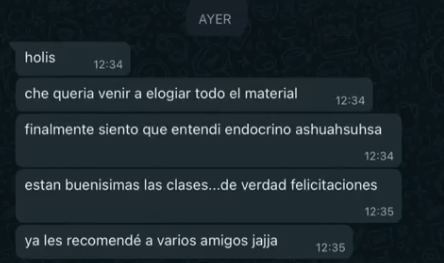 AYER
holis
12:34
che queria venir a elogiar todo el material
12:34
finalmente siento que entendi endocrino ashuahsuhsa
12:34
estan buenisimas las clases...de verdad felicitaciones
12:35
ya les recomendé a varios amigos jajja
12:35